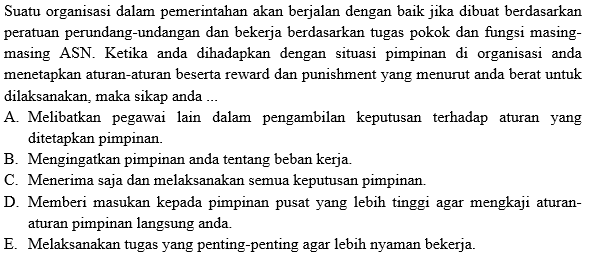 Suatu organisasi dalam pemerintahan akan berjalan dengan baik jika dibuat berdasarkan
peratuan perundang-undangan dan bekerja berdasarkan tugas pokok dan fungsi masing-
masing ASN. Ketika anda dihadapkan dengan situasi pimpinan di organisasi anda
menetapkan aturan-aturan beserta reward dan punishment yang menurut anda berat untuk
dilaksanakan, maka sikap anda ...
A. Melibatkan pegawai lain dalam pengambilan keputusan terhadap aturan yang
ditetapkan pimpinan.
B. Mengingatkan pimpinan anda tentang beban kerja.
C. Menerima saja dan melaksanakan semua keputusan pimpinan.
D. Memberi masukan kepada pimpinan pusat yang lebih tinggi agar mengkaji aturan-
aturan pimpinan langsung anda.
E. Melaksanakan tugas yang penting-penting agar lebih nyaman bekerja.